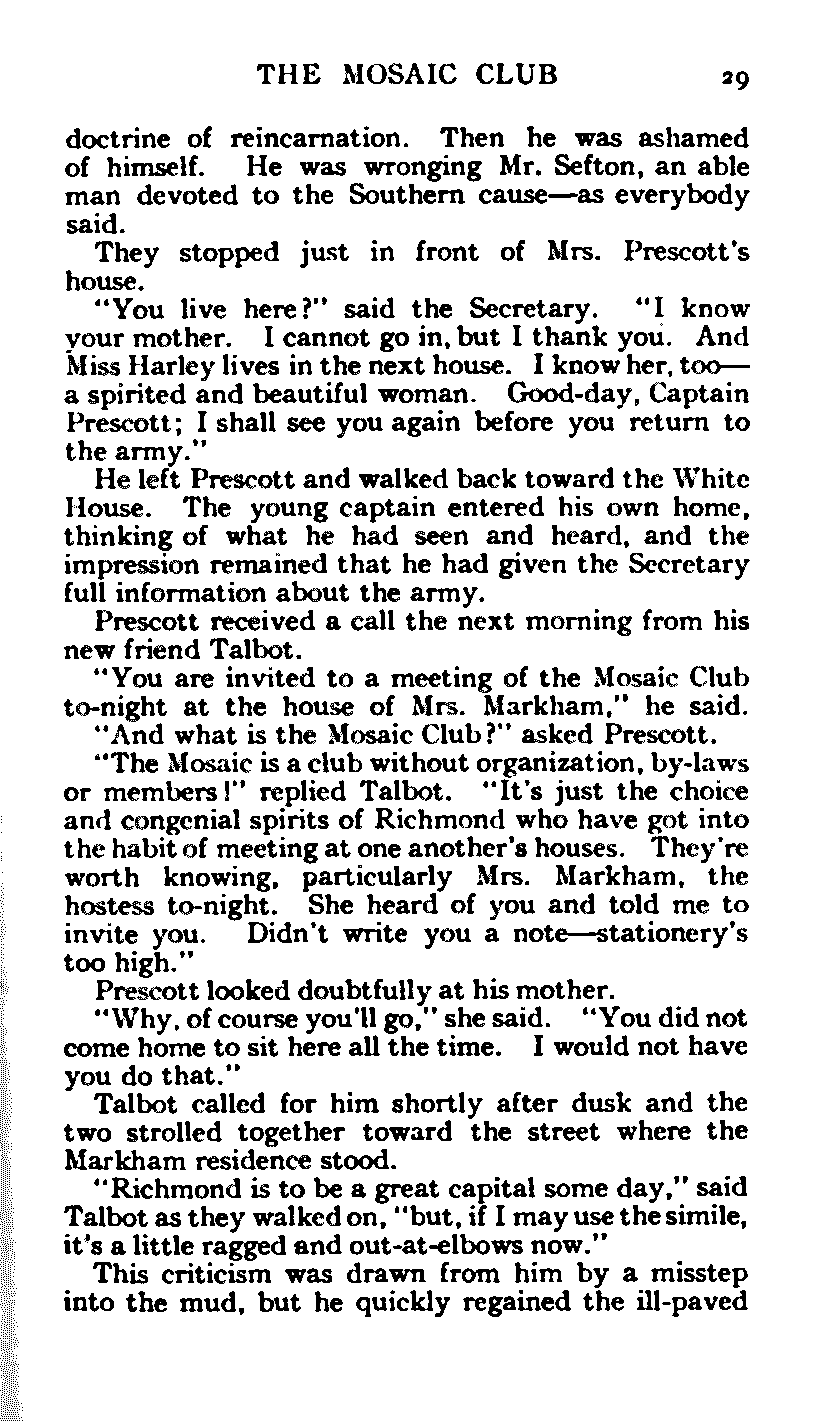 THE MOSAIC CLUB 29
doctrine of reincarnation. Then he was ashamed
of himself. He was wronging Mr. Sefton, an able
man devoted to the Southern cause—as everybody
said.
They stopped just in front of Mrs. Prescott's
house.
"You live here?" said the Secretary. "I know
your mother. I cannot go in, but I thank you. And
Miss Harley lives in the next house. I know her, too—
a spirited and beautiful woman. Good-day, Captain
Prescott; I shall see you again before you return to
the army."
He left Prescott and walked back toward the White
House. The young captain entered his own home,
thinking of what he had seen and heard, and the
impression remained that he had given the Secretary
full information about the army.
Prescott received a call the next morning from his
new friend Talbot.
"You are invited to a meeting of the Mosaic Club
to-night at the house of Mrs. Markham," he said.
"And what is the Mosaic Club?" asked Prescott.
"The Mosaic is a club without organization, by-laws
or members!" replied Talbot. "It's just the choice
and congenial spirits of Richmond who have got into
the habit of meeting at one another's houses. They're
worth knowing, particularly Mrs. Markham, the
hostess to-night. She heard of you and told me to
invite you. Didn't write you a note—stationery's
too high."
Prescott looked doubtfully at his mother.
"Why, of course you'll go," she said. "You did not
come home to sit here all the time. I would not have
you do that."
Talbot called for him shortly after dusk and the
two strolled together toward the street where the
Markham residence stood.
"Richmond is to be a great capital some day," said
Talbot as they walked on, "but, if I may use the simile,
it's a little ragged and out-at-elbows now."
This criticism was drawn from him by a misstep
into the mud, but he quickly regained the ill-paved